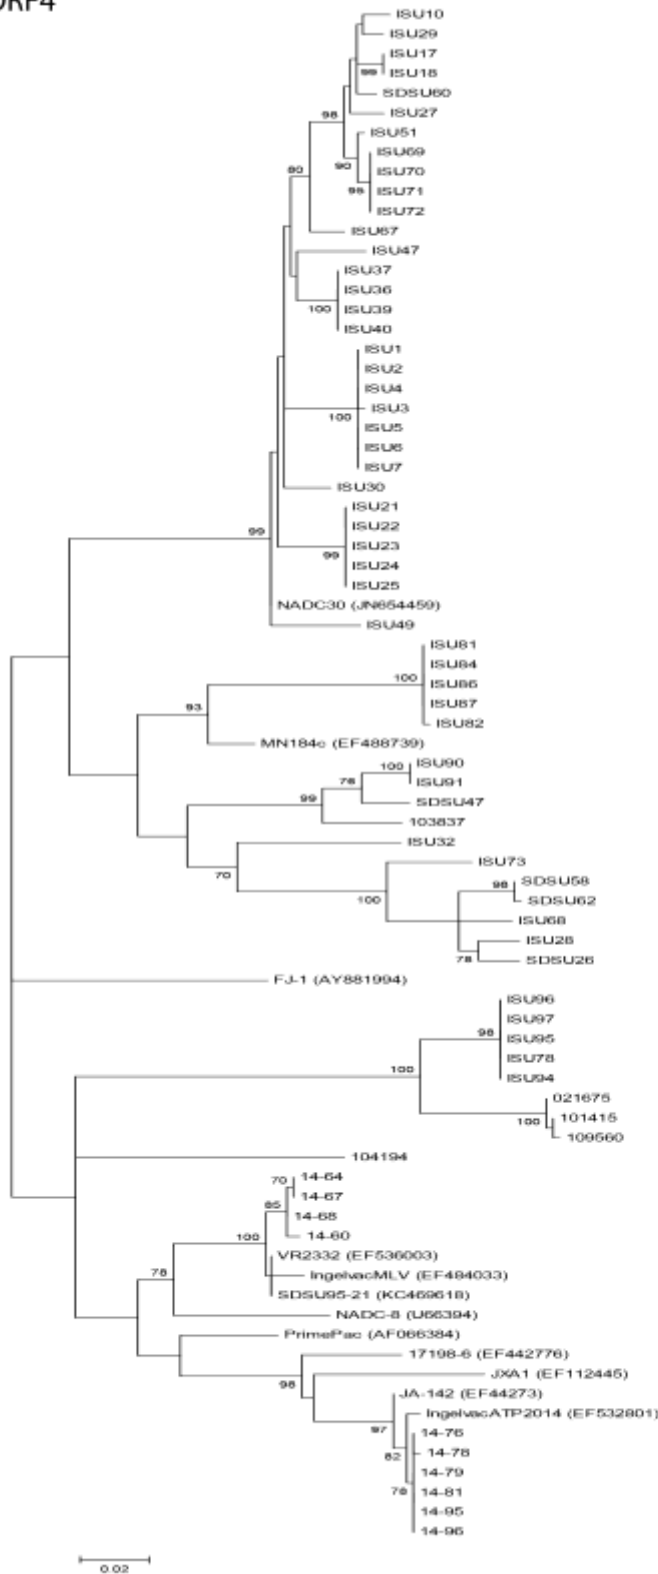 ORF4
ISU10
ISU29
ISU17
99
ISU18
SDSU60
ISU27
98
ISU51
ISU69
90
ISU70
80
ISU71
95
ISU72
ISU67
ISU47
ISU37
ISU36
ISU39
100
ISU40
ISU1
ISU2
ISU4
ISU3
100
ISU5
ISU6
ISU7
ISU30
ISU21
ISU22
99
ISU23
99
ISU24
ISU25
NADC30 (JN654459)
ISU49
ISU81
ISU84
100
ISU86
ISU87
93
ISU82
MN184c (EF488739)
100
ISU90
76
ISU91
99
SDSU47
103837
ISU32
70
ISU73
98
SDSU58
100
SDSU62
ISU68
ISU28
78
SDSU26
FJ-1 (AY881994)
ISU96
ISU97
98
ISU95
ISU78
100
ISU94
021675
100
101415
109560
104194
70
14-64
14-67
85
14-68
100
14-60
VR2332 (EF536003)
78
IngelvacMLV (EF484033)
SDSU95-21 (KC469618)
NADC-8 (U66394)
PrimePac (AF066384)
17198-6 (EF442776)
98
JXA1 (EF112445)
JA-142 (EF44273)
IngelvacATP2014 (EF532801)
97
14-76
82
14-78
14-79
78
14-81
14-95
14-96
0.02